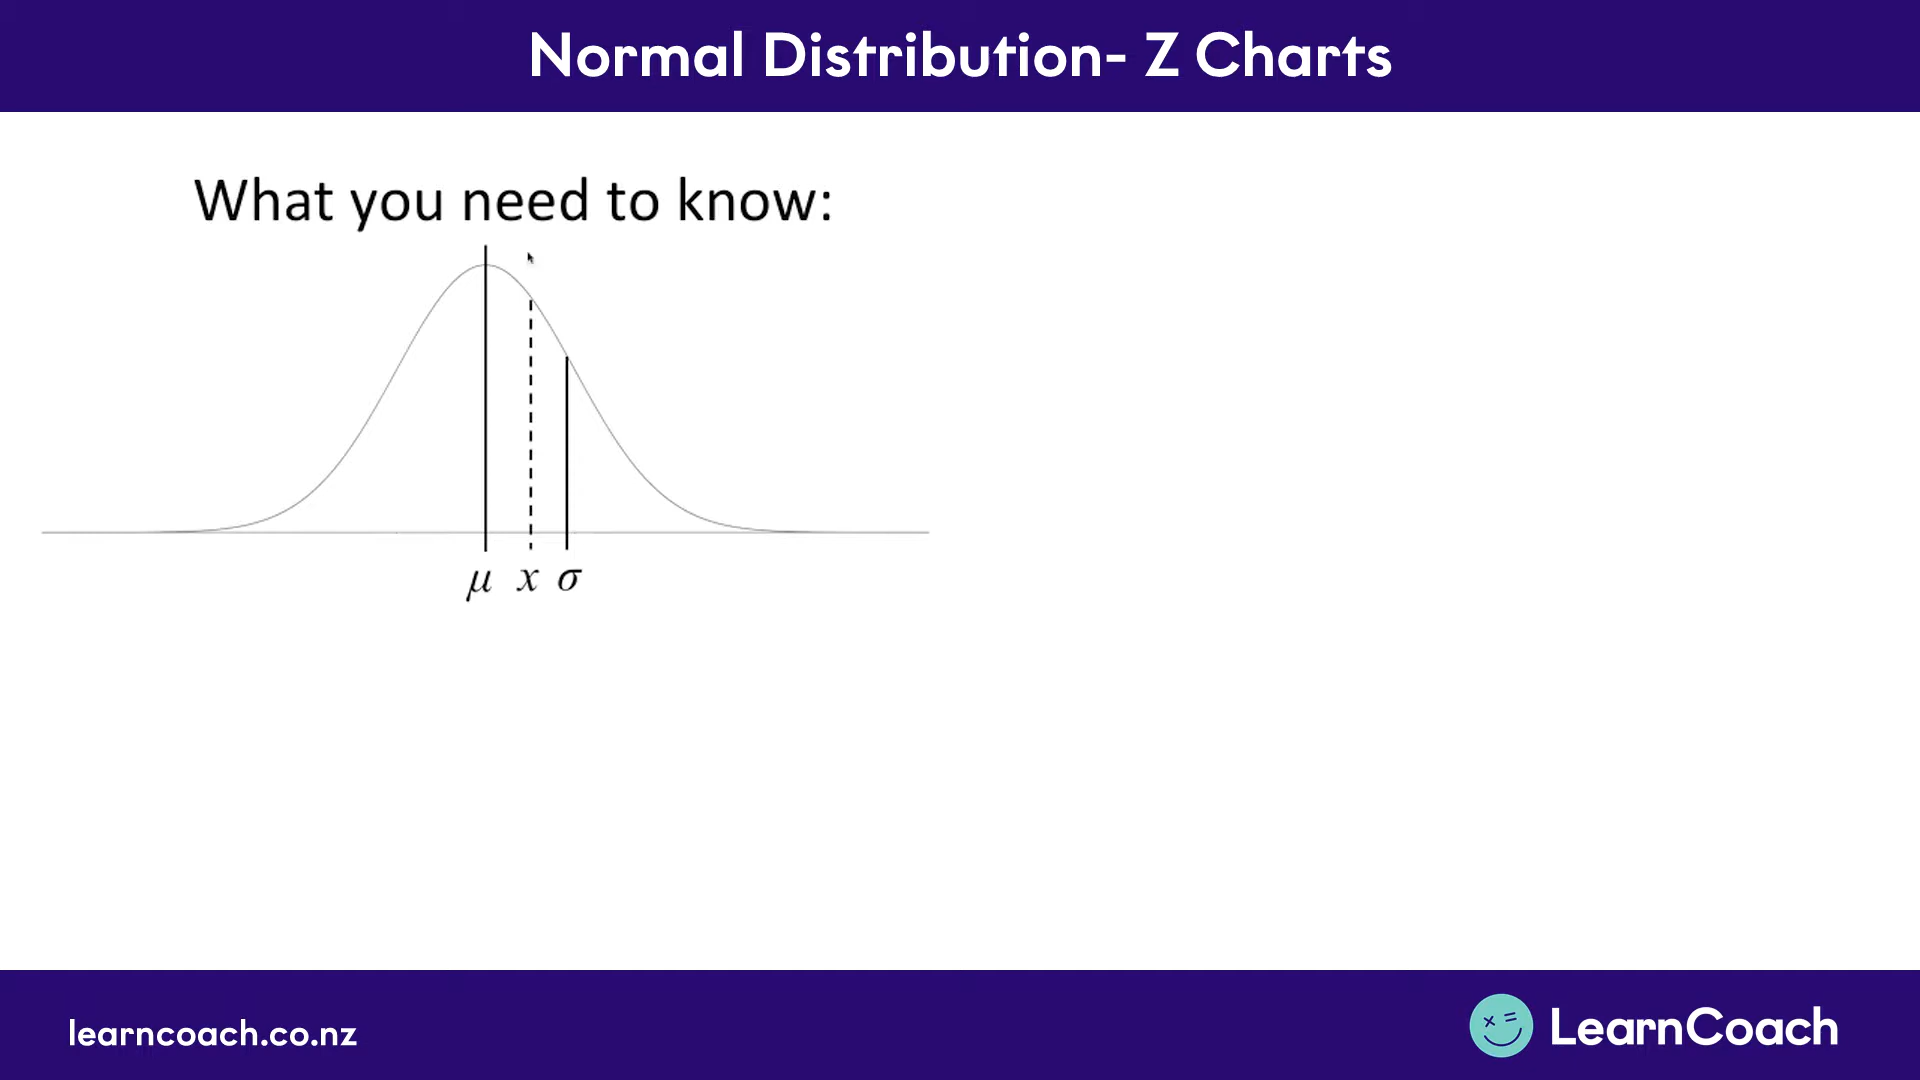 Normal Distribution- Z Charts
What you need to know:
μ x σ
learncoach.co.nz
LearnCoach